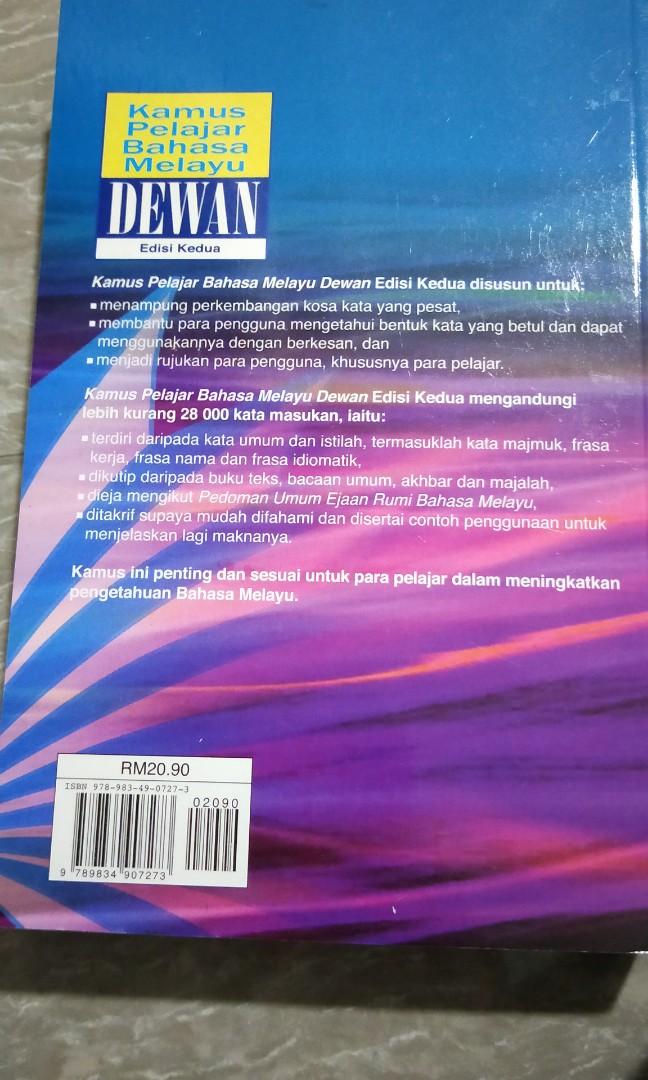 Kamus
Pelajar
Bahasa
Melayu
DEWAN
Edisi Kedua
Kamus Pelajar Bahasa Melayu Dewan Edisi Kedua disusun untuk:
▪ menampung perkembangan kosa kata yang pesat,
▪ membantu para pengguna mengetahui bentuk kata yang betul dan dapat
menggunakannya dengan berkesan, dan
▪ menjadi rujukan para pengguna, khususnya para pelajar.
Kamus Pelajar Bahasa Melayu Dewan Edisi Kedua mengandungi
lebih kurang 28 000 kata masukan, iaitu:
▪ terdiri daripada kata umum dan istilah, termasuklah kata majmuk, frasa
kerja, frasa nama dan frasa idiomatik,
▪ dikutip daripada buku teks, bacaan umum, akhbar dan majalah,
▪ dieja mengikut Pedoman Umum Ejaan Rumi Bahasa Melayu,
▪ ditakrif supaya mudah difahami dan disertai contoh penggunaan untuk
menjelaskan lagi maknanya.
Kamus ini penting dan sesuai untuk para pelajar dalam meningkatkan
pengetahuan Bahasa Melayu.
RM20.90
ISBN 978-983-49-0727-3
02090
9 789834 907273